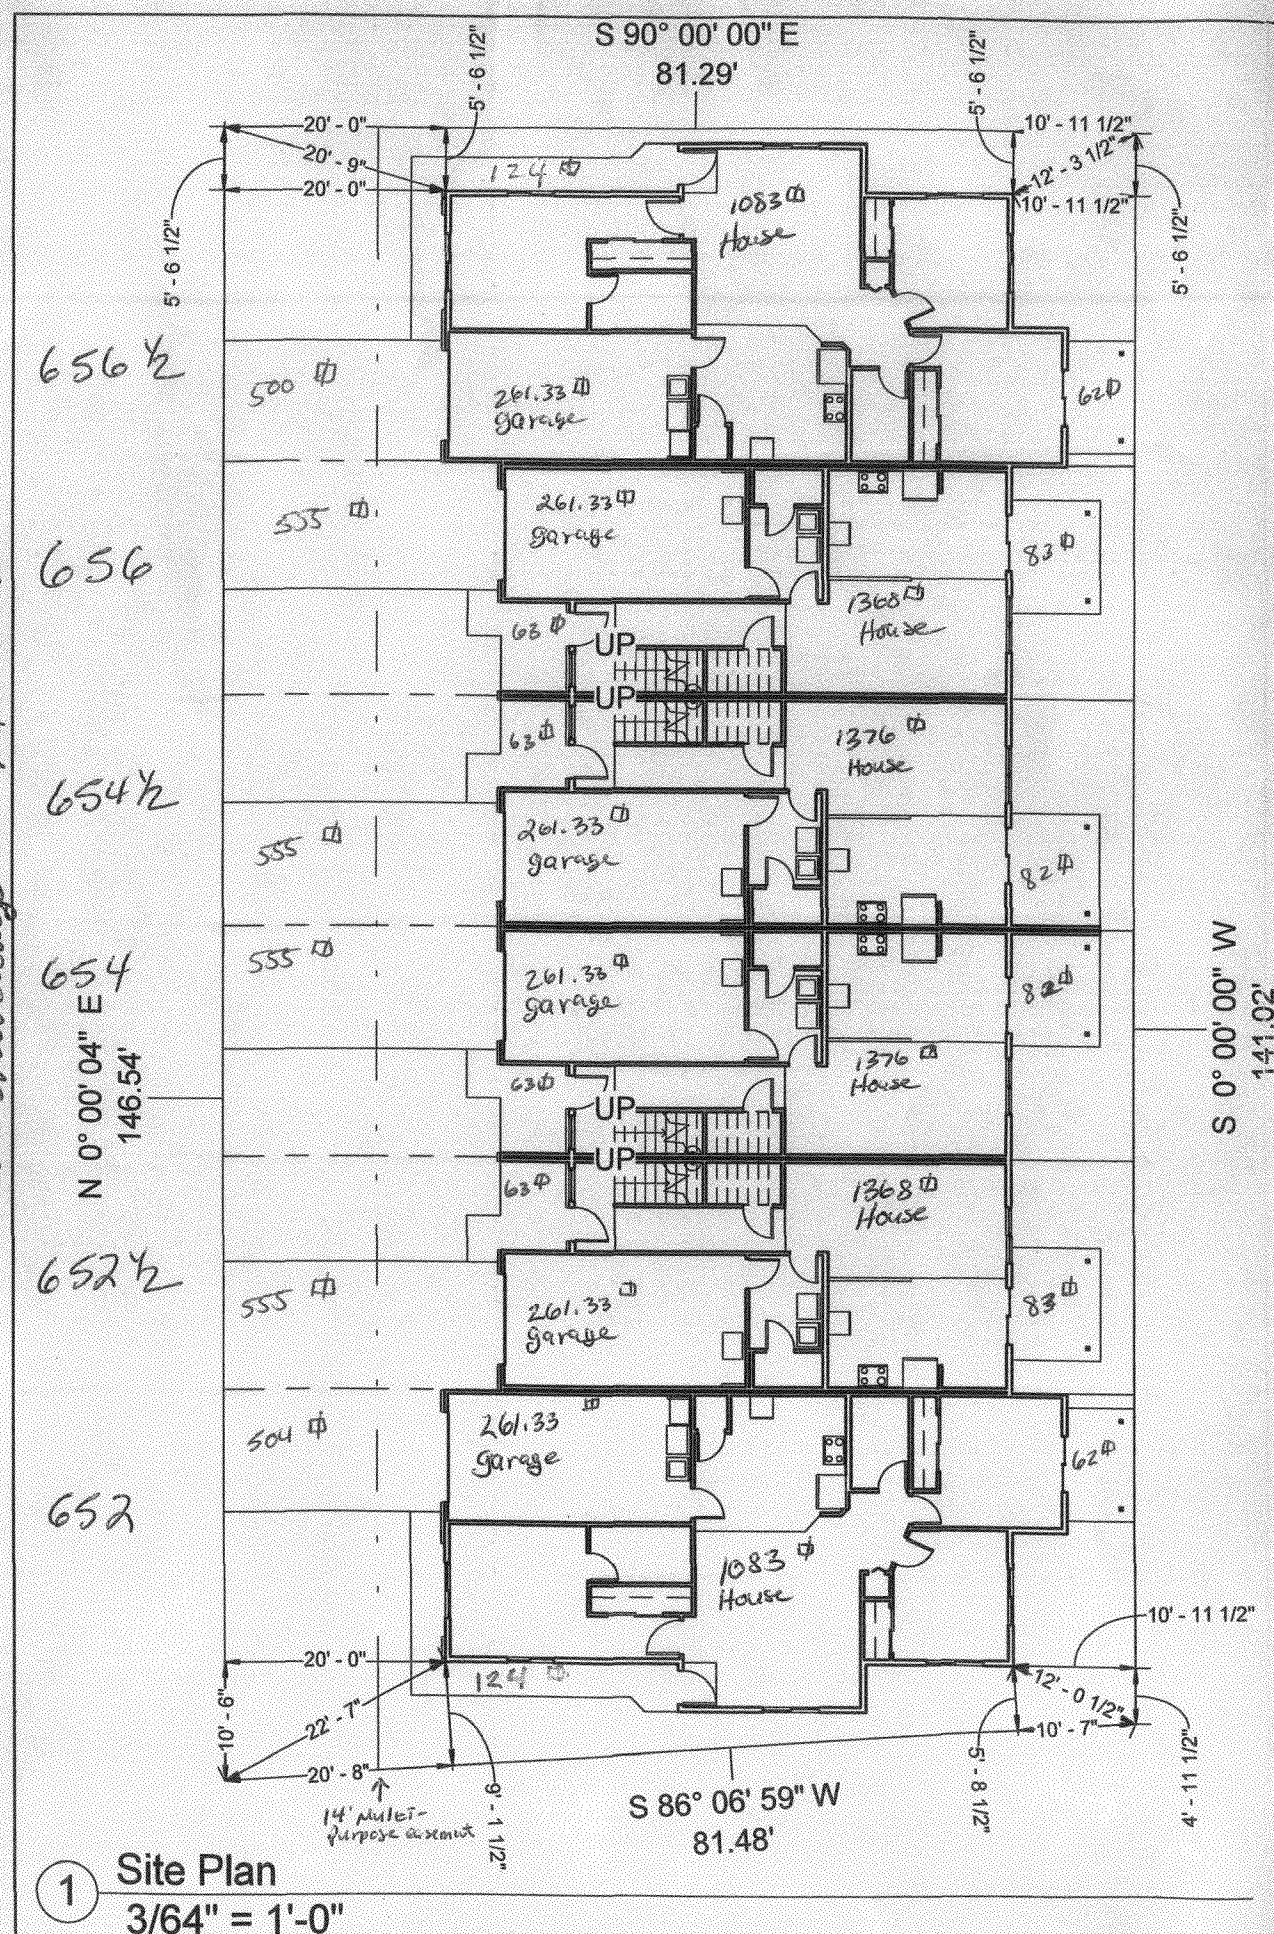 S 90° 00' 00" E
81.29'
5' - 6 1/2"
5' - 6 1/2"
20' - 0"
20' - 9"
20' - 0"
10' - 11 1/2"
12' - 3 1/2"
10' - 11 1/2"
5' - 6 1/2"
5' - 6 1/2"
124
1083
House
656 ½
500
261.33
garage
62
656
555
261.33
garage
83
1368
House
63
UP
UP
63
1376
House
654 ½
555
261.33
garage
82
654
555
261.33
garage
82
N 0° 00' 04" E
146.54'
S 0° 00' 00" W
141.02'
1376
House
63
UP
UP
63
1368
House
652 ½
555
261.33
garage
83
504
261.33
garage
62
652
1083
House
124
20' - 0"
10' - 11 1/2"
10' - 6"
22' - 7"
20' - 8"
9' - 1 1/2"
12' - 0 1/2"
10' - 7"
5' - 8 1/2"
4' - 11 1/2"
14' Multi-
purpose easement
S 86° 06' 59" W
81.48'
1 Site Plan
3/64" = 1'-0"